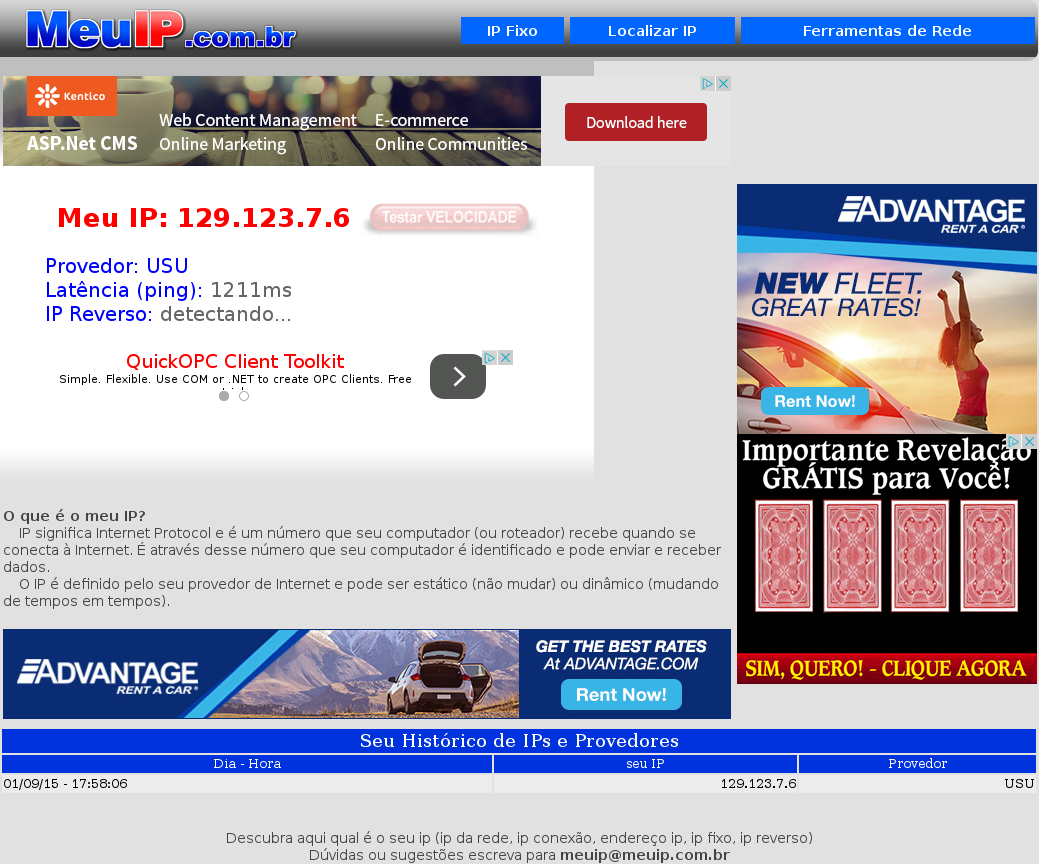 MeuIP.com.br
IP Fixo
Localizar IP
Ferramentas de Rede
Kentico
ASP.Net CMS
Web Content Management
Online Marketing
E-commerce
Online Communities
Download here
Meu IP: 129.123.7.6
Testar VELOCIDADE
Provedor: USU
Latência (ping): 1211ms
IP Reverso: detectando...
QuickOPC Client Toolkit
Simple. Flexible. Use COM or .NET to create OPC Clients. Free
ADVANTAGE
RENT A CAR®
NEW FLEET.
GREAT RATES!
Rent Now!
Importante Revelação
GRÁTIS para Você!
SIM, QUERO! - CLIQUE AGORA
O que é o meu IP?
IP significa Internet Protocol e é um número que seu computador (ou roteador) recebe quando se
conecta à Internet. É através desse número que seu computador é identificado e pode enviar e receber
dados.
O IP é definido pelo seu provedor de Internet e pode ser estático (não mudar) ou dinâmico (mudando
de tempos em tempos).
ADVANTAGE
RENT A CAR®
GET THE BEST RATES
At ADVANTAGE.COM
Rent Now!
Seu Histórico de IPs e Provedores
Dia - Hora seu IP Provedor
01/09/15 - 17:58:06 129.123.7.6 USU
Descubra aqui qual é o seu ip (ip da rede, ip conexão, endereço ip, ip fixo, ip reverso)
Dúvidas ou sugestões escreva para meuip@meuip.com.br